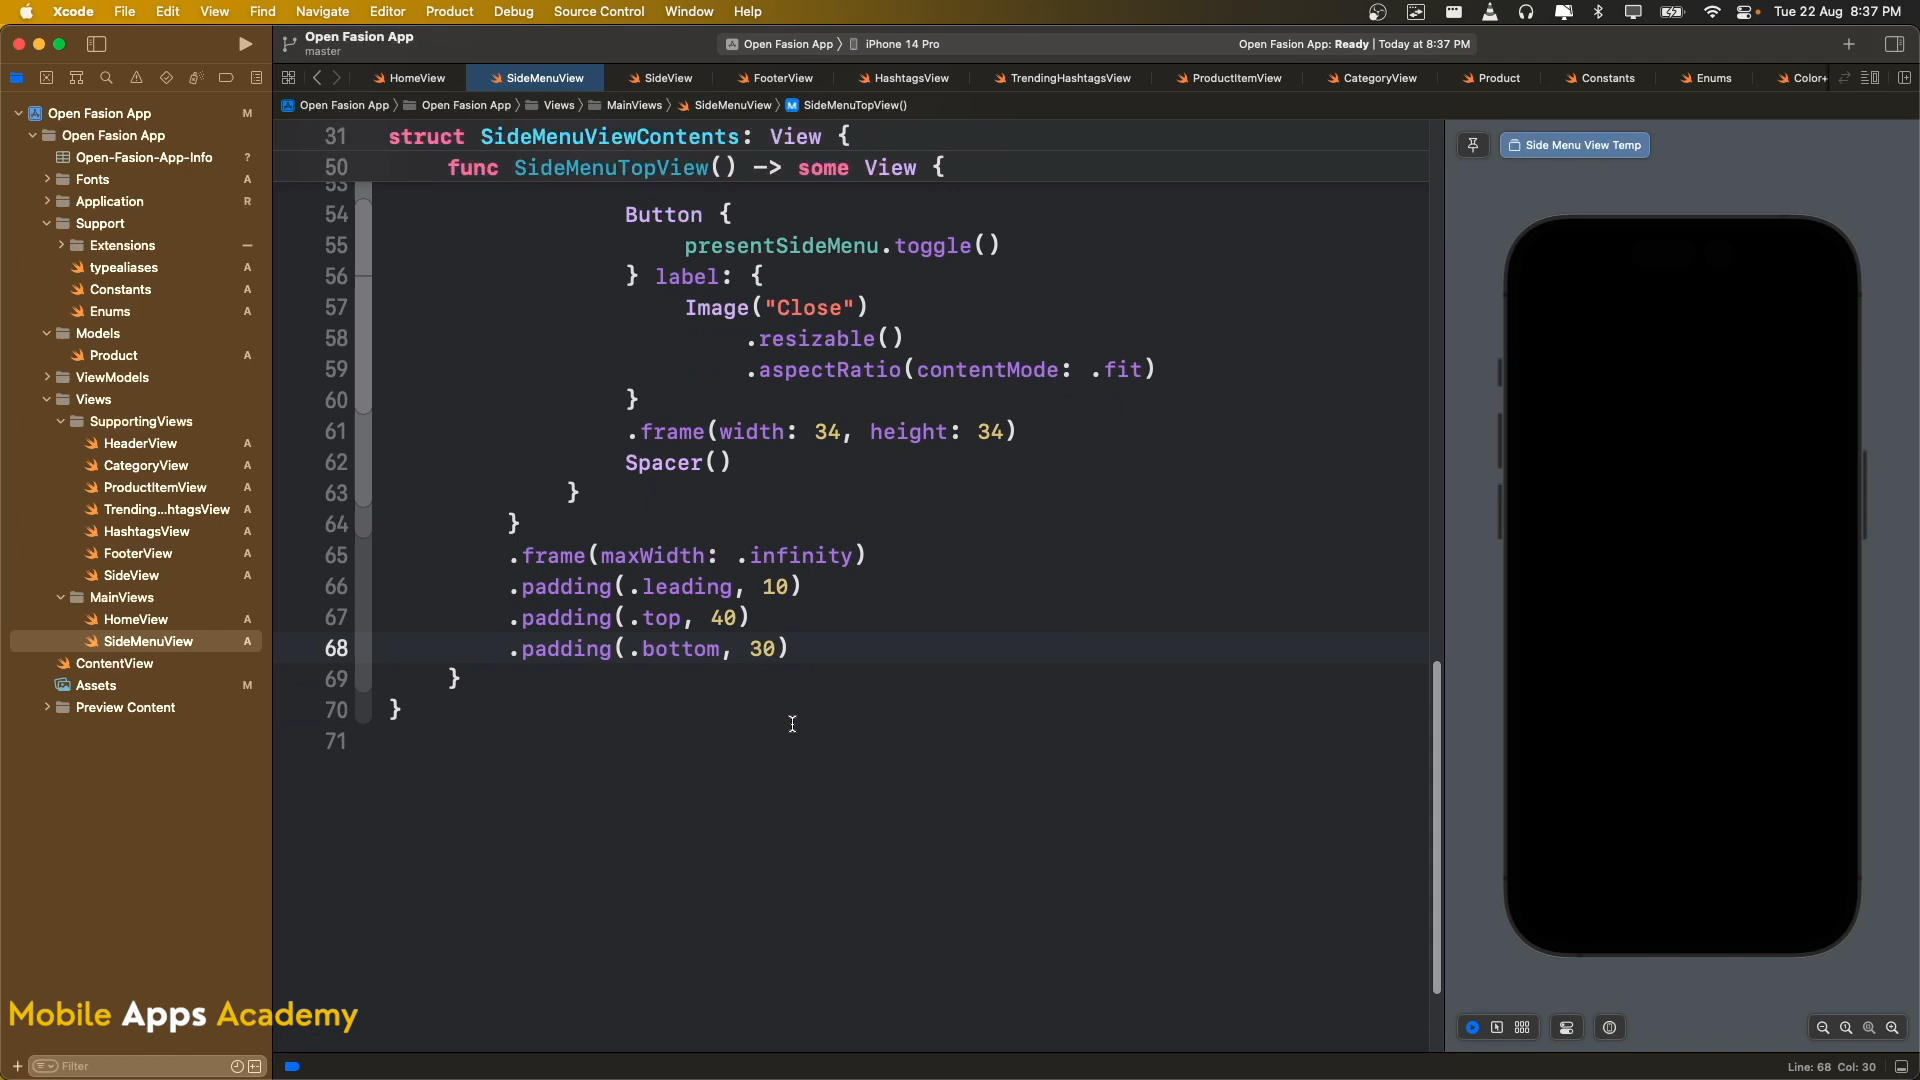 Xcode File Edit View Find Navigate Editor Product Debug Source Control Window Help Tue 22 Aug 8:37 PM
Open Fasion App
master
Open Fasion App iPhone 14 Pro
Open Fasion App: Ready | Today at 8:37 PM
HomeView SideMenuView SideView FooterView HashtagsView TrendingHashtagsView ProductItemView CategoryView Product Constants Enums Color+
Open Fasion App Open Fasion App Views MainViews SideMenuView M SideMenuTopView()
Open Fasion App M
Open Fasion App
Open-Fasion-App-Info ?
Fonts A
Application R
Support
Extensions
typealiases A
Constants A
Enums A
Models
Product A
ViewModels
Views
SupportingViews
HeaderView A
CategoryView A
ProductItemView A
Trending...htagsView A
HashtagsView A
FooterView A
SideView A
MainViews
HomeView A
SideMenuView A
ContentView
Assets M
Preview Content
Filter
31 struct SideMenuViewContents: View {
50 func SideMenuTopView() -> some View {
53
54 Button {
55 presentSideMenu.toggle()
56 } label: {
57 Image("Close")
58 .resizable()
59 .aspectRatio(contentMode: .fit)
60 }
61 .frame(width: 34, height: 34)
62 Spacer()
63 }
64 }
65 .frame(maxWidth: .infinity)
66 .padding(.leading, 10)
67 .padding(.top, 40)
68 .padding(.bottom, 30)
69 }
70 }
71
Side Menu View Temp
Mobile Apps Academy
Line: 68 Col: 30